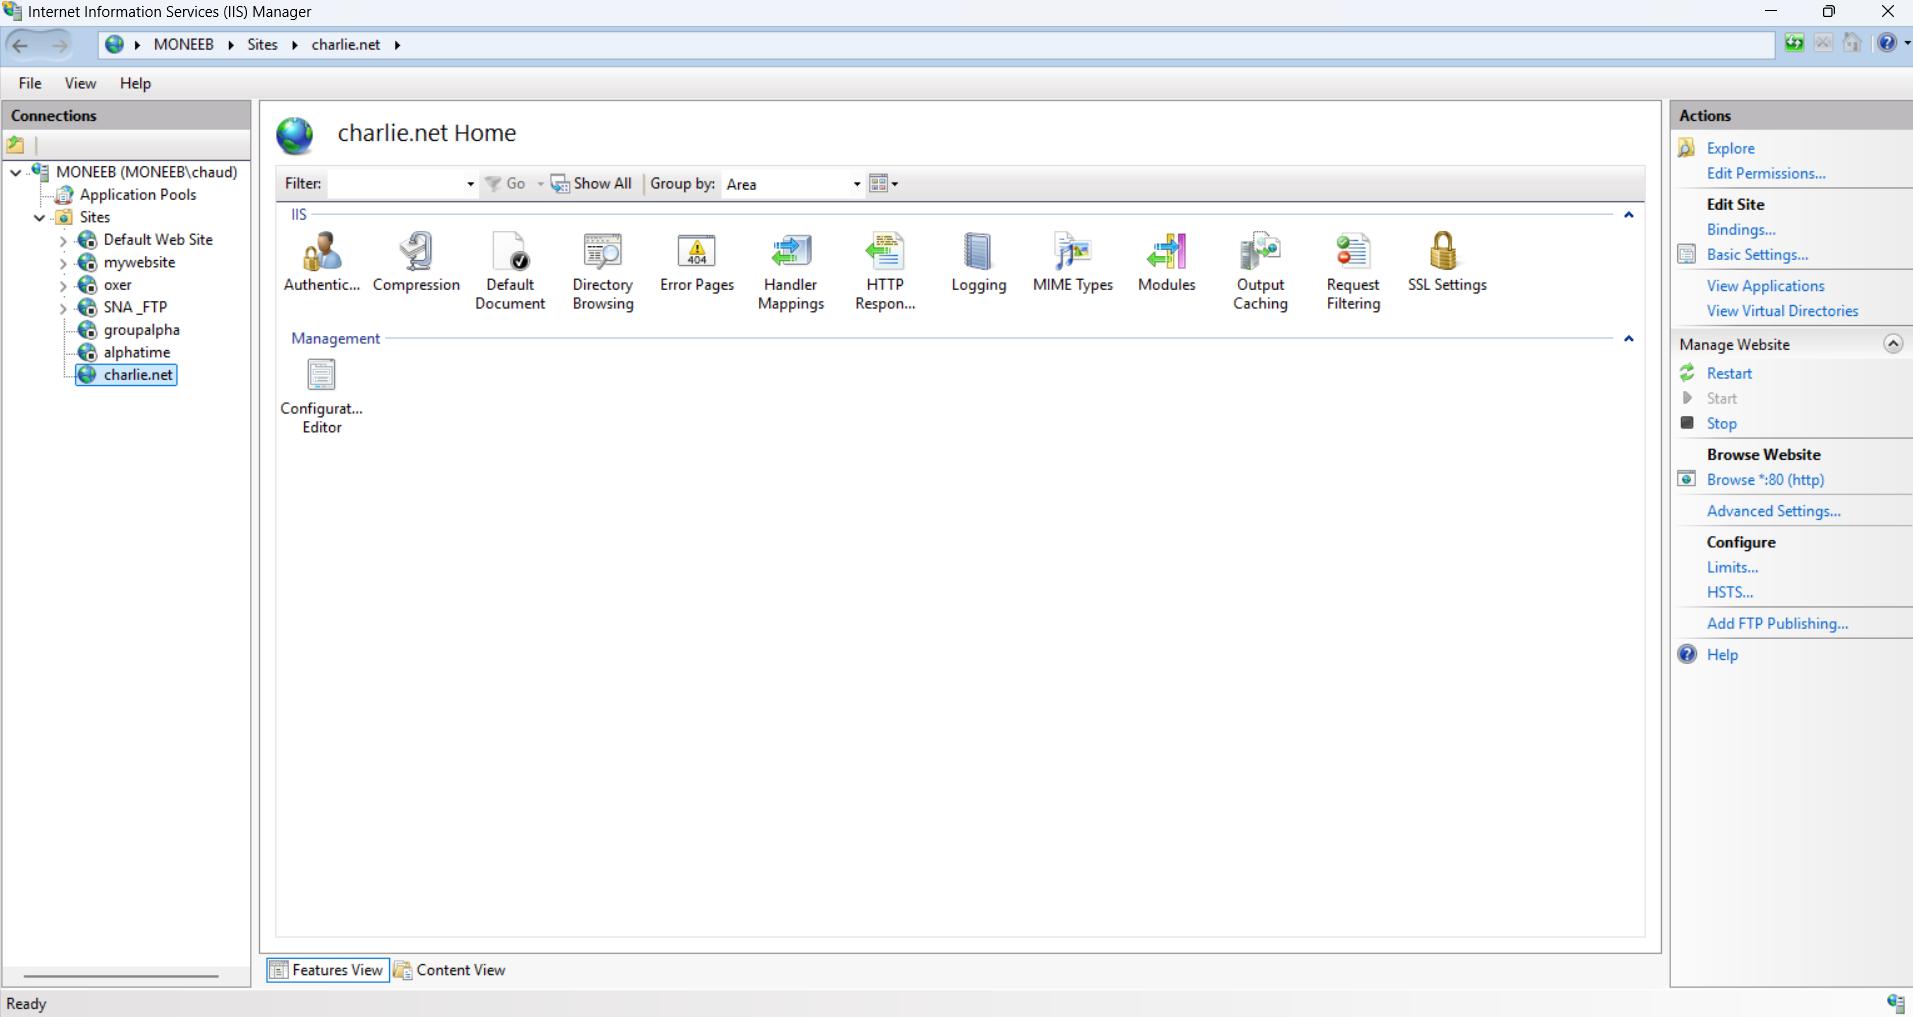 Internet Information Services (IIS) Manager
MONEEB Sites charlie.net
File View Help
Connections
MONEEB (MONEEB\chaud)
Application Pools
Sites
Default Web Site
mywebsite
oxer
SNA_FTP
groupalpha
alphatime
charlie.net
charlie.net Home
Filter: Go Show All Group by: Area
IIS
Authentic... Compression Default Document Directory Browsing Error Pages Handler Mappings HTTP Respon... Logging MIME Types Modules Output Caching Request Filtering SSL Settings
404
Management
Configurat...
Editor
Features View Content View
Actions
Explore
Edit Permissions...
Edit Site
Bindings...
Basic Settings...
View Applications
View Virtual Directories
Manage Website
Restart
Start
Stop
Browse Website
Browse *:80 (http)
Advanced Settings...
Configure
Limits...
HSTS...
Add FTP Publishing...
Help
Ready